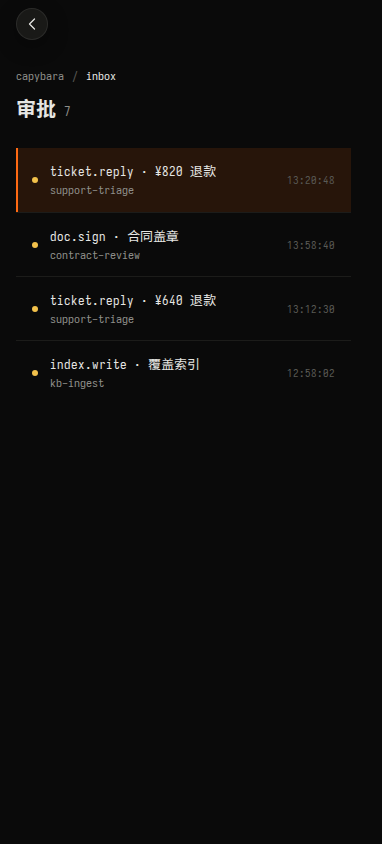 capybara / inbox
审批 7
ticket.reply · ¥820 退款
support-triage
13:20:48
doc.sign · 合同盖章
contract-review
13:58:40
ticket.reply · ¥640 退款
support-triage
13:12:30
index.write · 覆盖索引
kb-ingest
12:58:02